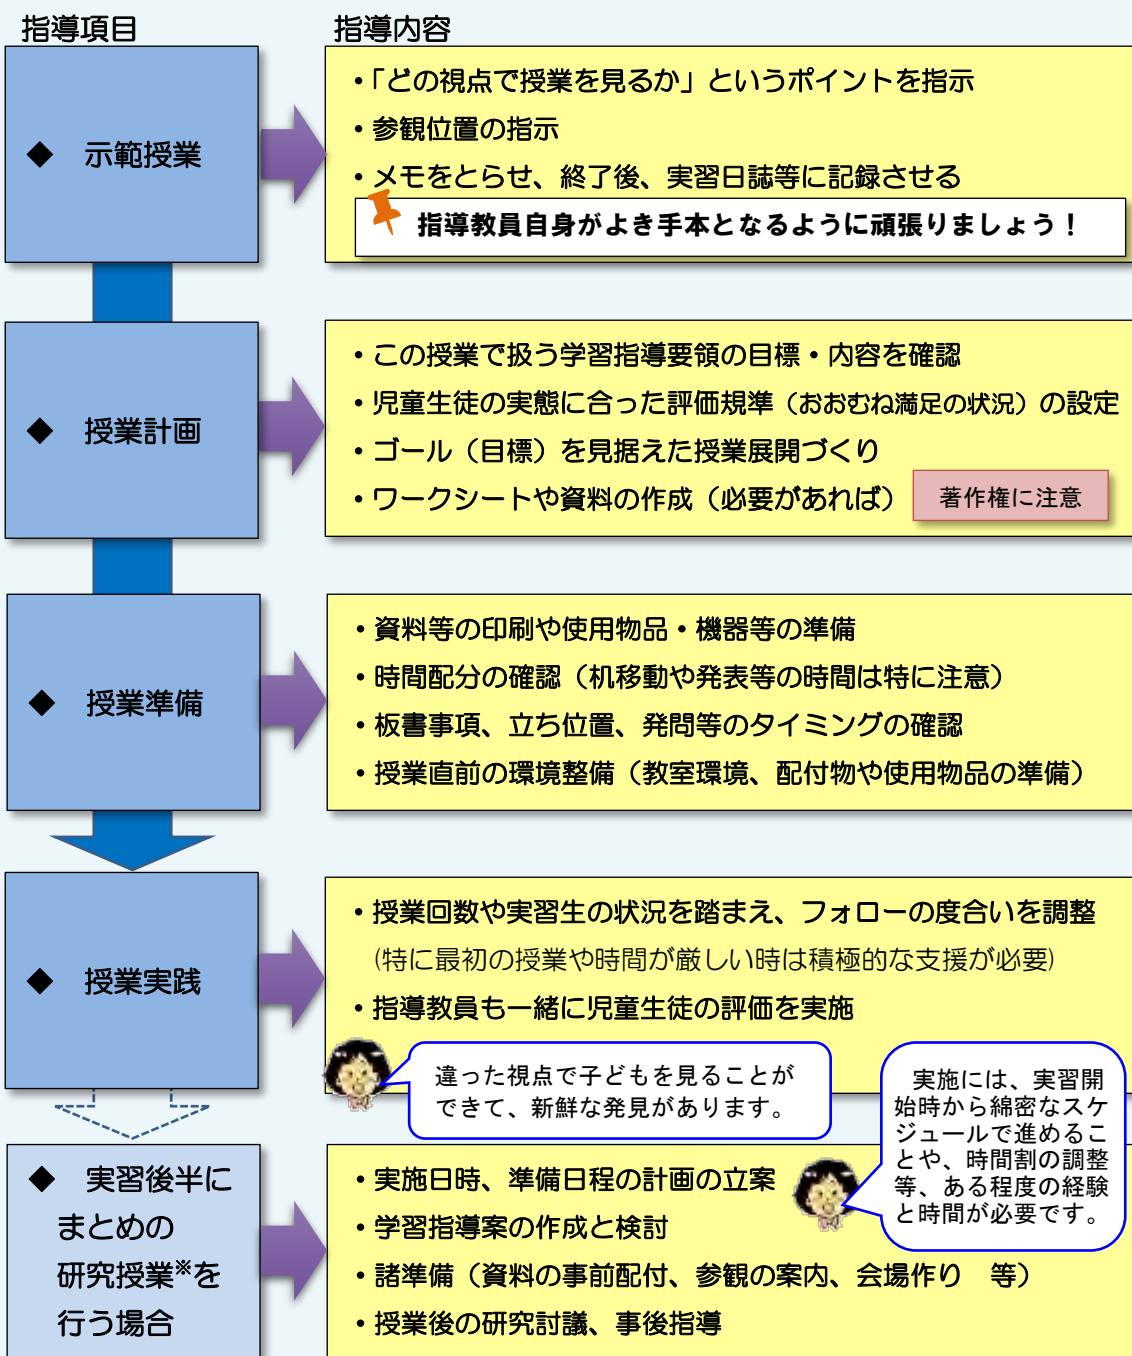 指導項目
指導内容
◆　示範授業
・「どの視点で授業を見るか」というポイントを指示
・参観位置の指示
・メモをとらせ、終了後、実習日誌等に記録させる
指導教員自身がよき手本となるように頑張りましょう！
◆　授業計画
・この授業で扱う学習指導要領の目標・内容を確認
・児童生徒の実態に合った評価規準（おおむね満足の状況）の設定
・ゴール（目標）を見据えた授業展開づくり
・ワークシートや資料の作成（必要があれば）
著作権に注意
◆　授業準備
・資料等の印刷や使用物品・機器等の準備
・時間配分の確認（机移動や発表等の時間は特に注意）
・板書事項、立ち位置、発問等のタイミングの確認
・授業直前の環境整備（教室環境、配付物や使用物品の準備）
◆　授業実践
・授業回数や実習生の状況を踏まえ、フォローの度合いを調整
(特に最初の授業や時間が厳しい時は積極的な支援が必要)
・指導教員も一緒に児童生徒の評価を実施
違った視点で子どもを見ることが
できて、新鮮な発見があります。
実施には、実習開
始時から綿密なスケ
ジュールで進めるこ
とや、時間割の調整
等、ある程度の経験
と時間が必要です。
◆　実習後半に
まとめの
研究授業※を
行う場合
・実施日時、準備日程の計画の立案
・学習指導案の作成と検討
・諸準備（資料の事前配付、参観の案内、会場作り　等）
・授業後の研究討議、事後指導